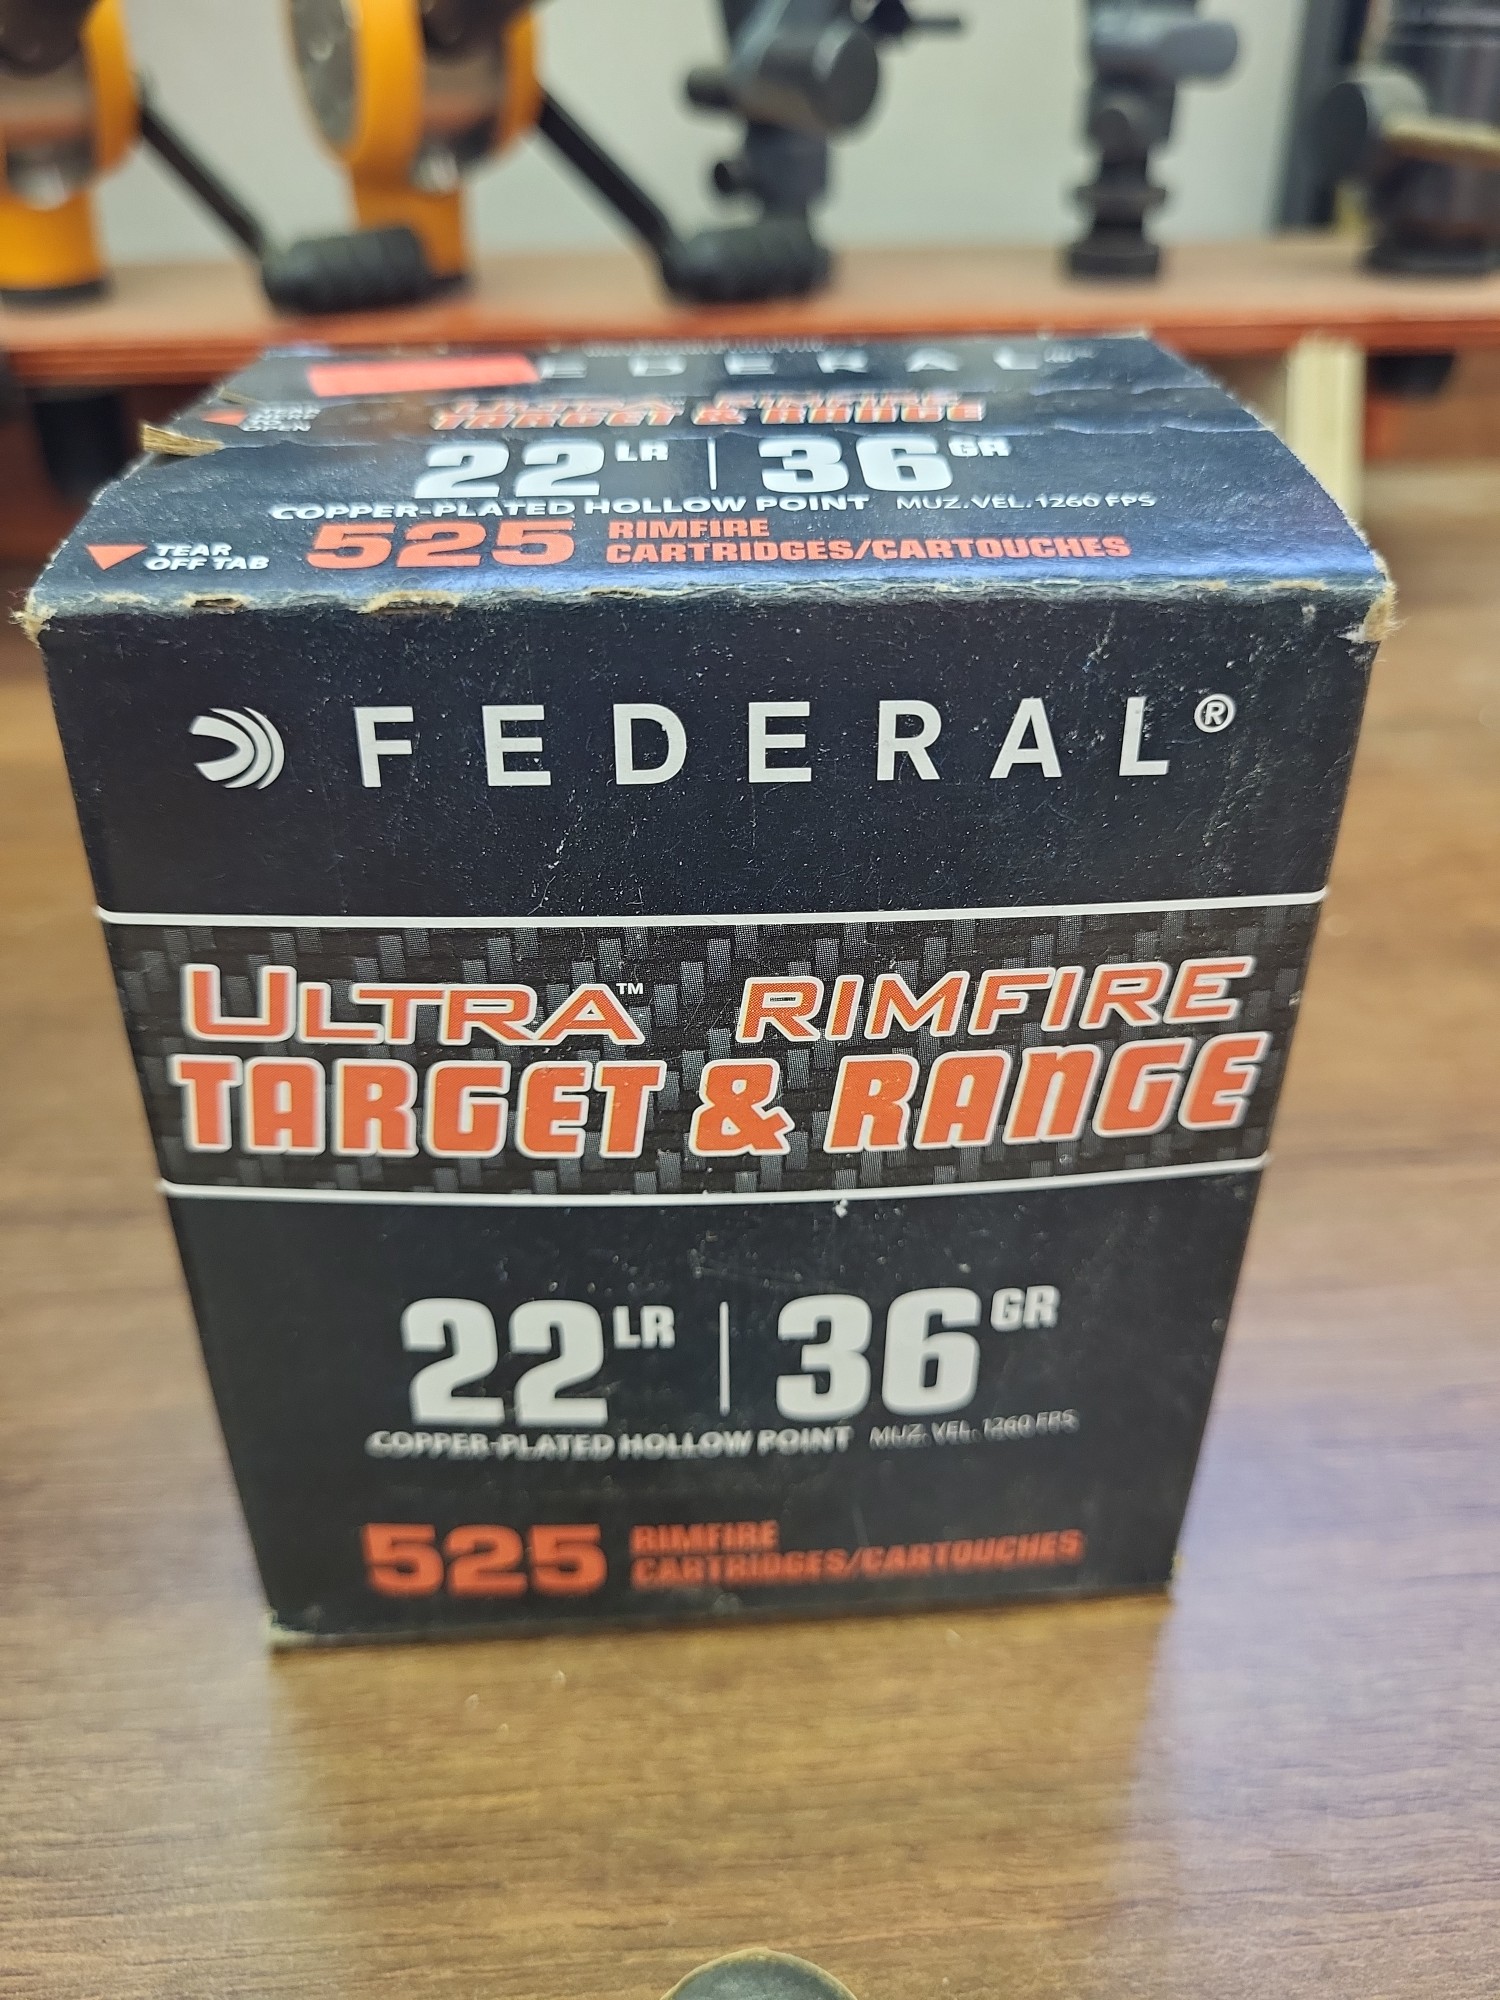 FEDERAL
ULTRA RIMFIRE
TARGET & RANGE
22 LR | 36 GR
COPPER-PLATED HOLLOW POINT MUZ. VEL. 1260 FPS
TEAR
OFF TAB
525 RIMFIRE
CARTRIDGES/CARTOUCHES
FEDERAL®
ULTRA™ RIMFIRE
TARGET & RANGE
22 LR | 36 GR
COPPER-PLATED HOLLOW POINT MUZ. VEL. 1260 FPS
525 RIMFIRE
CARTRIDGES/CARTOUCHES